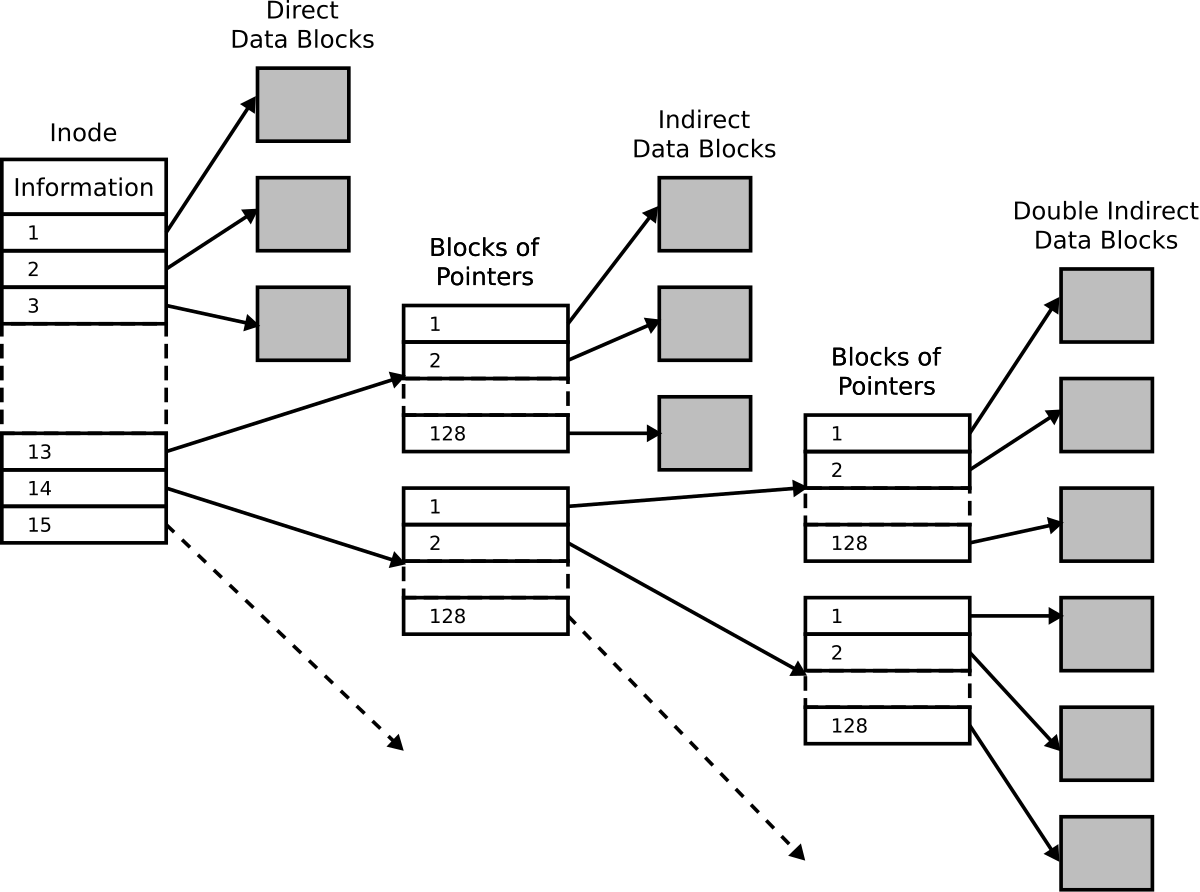 Direct
Data Blocks
Inode
Information
1
2
3
13
14
15
Blocks of
Pointers
1
2
128
1
2
128
Indirect
Data Blocks
Blocks of
Pointers
1
2
128
1
2
128
Double Indirect
Data Blocks